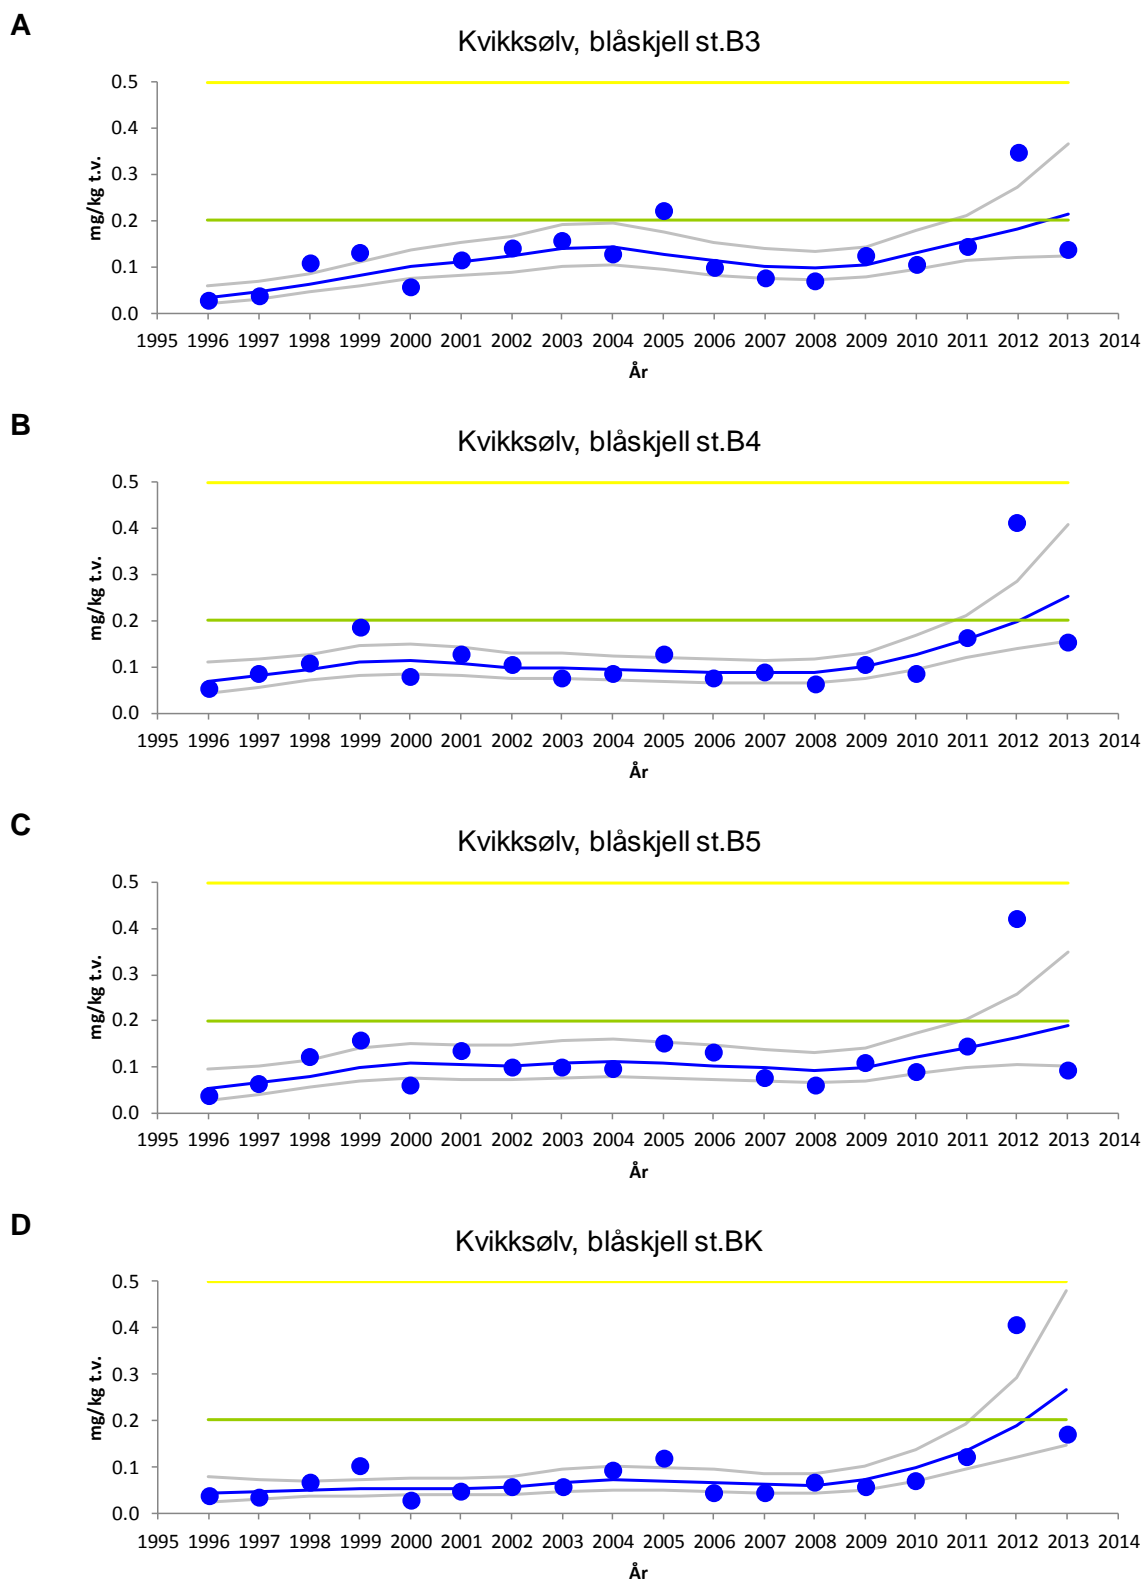 A
Kvikksølv, blåskjell st.B3
0.5
0.4
0.3
0.2
0.1
0.0
mg/kg t.v.
1995 1996 1997 1998 1999 2000 2001 2002 2003 2004 2005 2006 2007 2008 2009 2010 2011 2012 2013 2014
År
B
Kvikksølv, blåskjell st.B4
0.5
0.4
0.3
0.2
0.1
0.0
mg/kg t.v.
1995 1996 1997 1998 1999 2000 2001 2002 2003 2004 2005 2006 2007 2008 2009 2010 2011 2012 2013 2014
År
C
Kvikksølv, blåskjell st.B5
0.5
0.4
0.3
0.2
0.1
0.0
mg/kg t.v.
1995 1996 1997 1998 1999 2000 2001 2002 2003 2004 2005 2006 2007 2008 2009 2010 2011 2012 2013 2014
År
D
Kvikksølv, blåskjell st.BK
0.5
0.4
0.3
0.2
0.1
0.0
mg/kg t.v.
1995 1996 1997 1998 1999 2000 2001 2002 2003 2004 2005 2006 2007 2008 2009 2010 2011 2012 2013 2014
År